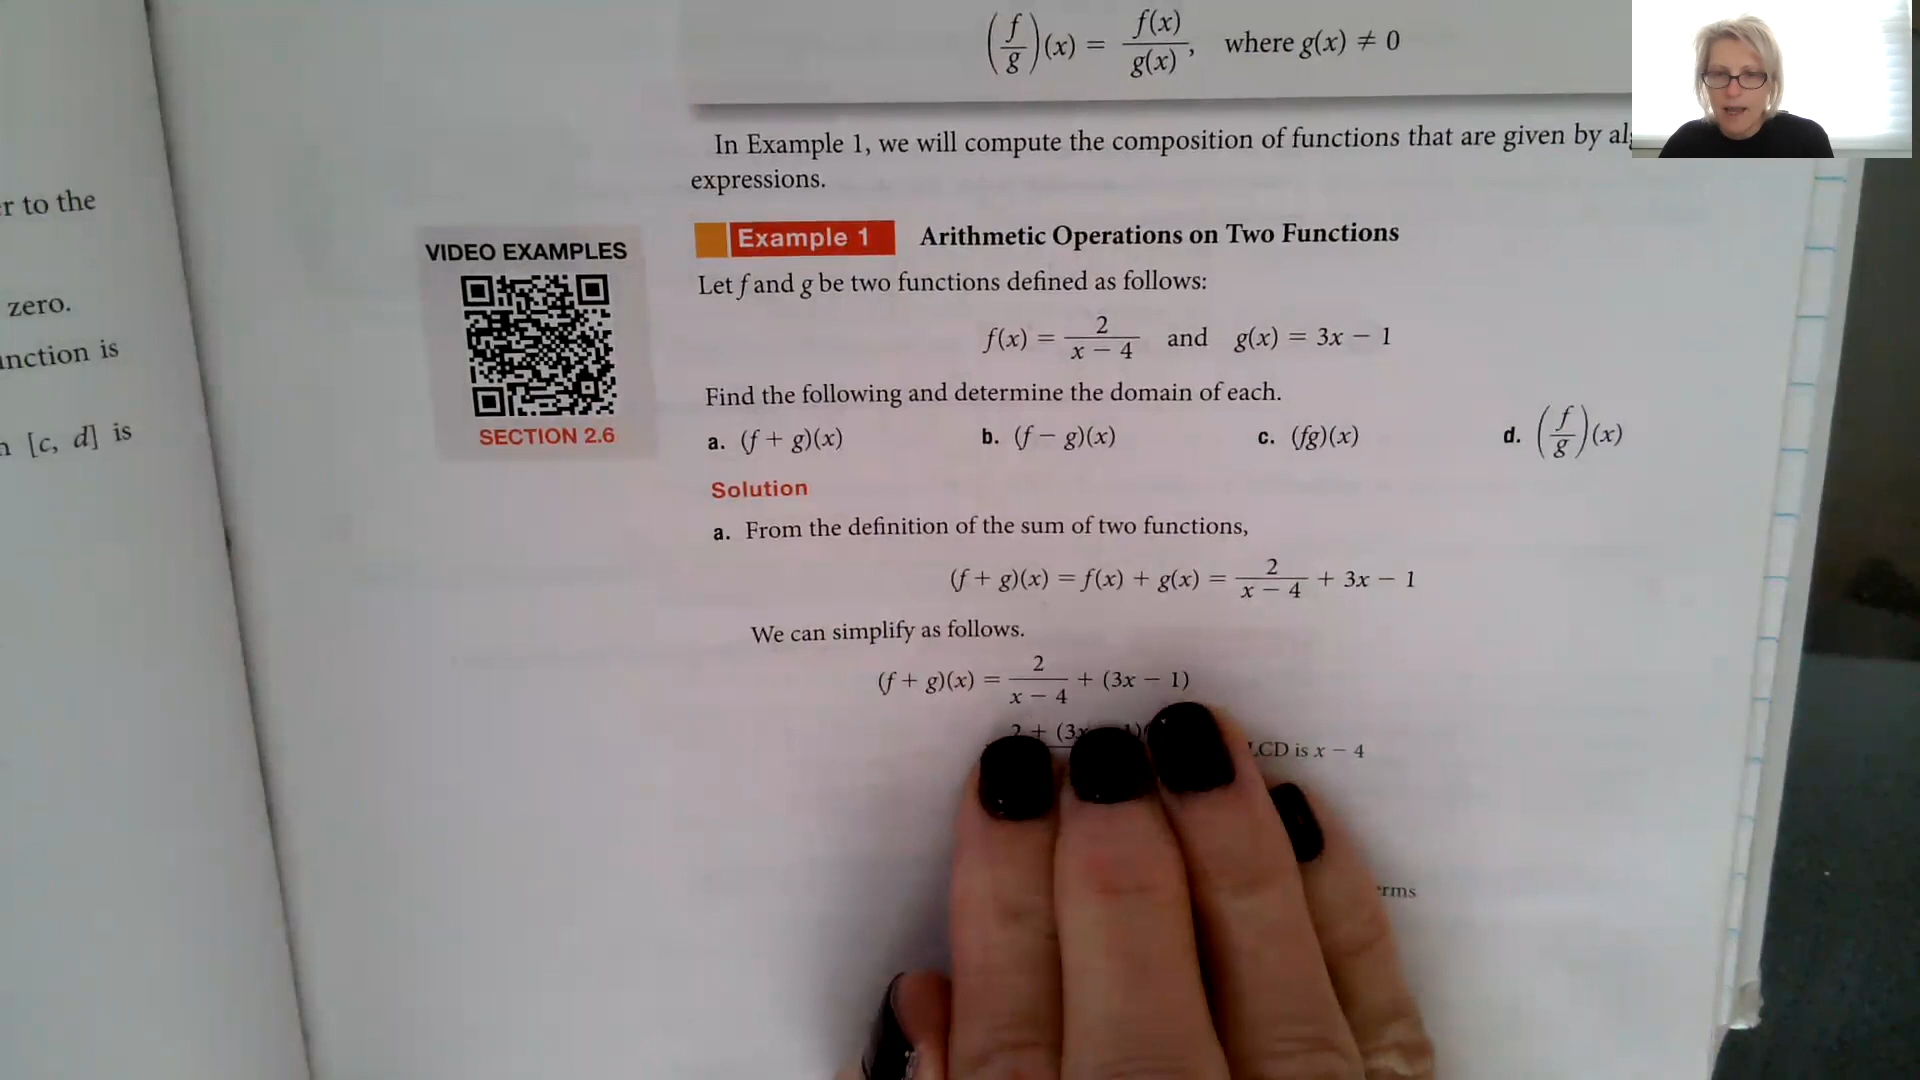 (f/g)(x) = f(x)/g(x), where g(x) ≠ 0
In Example 1, we will compute the composition of functions that are given by
expressions.
r to the
zero.
nction is
[c, d] is
VIDEO EXAMPLES
SECTION 2.6
Example 1 Arithmetic Operations on Two Functions
Let f and g be two functions defined as follows:
f(x) = 2/(x − 4) and g(x) = 3x − 1
Find the following and determine the domain of each.
a. (f + g)(x) b. (f − g)(x) c. (fg)(x) d. (f/g)(x)
Solution
a. From the definition of the sum of two functions,
(f + g)(x) = f(x) + g(x) = 2/(x − 4) + 3x − 1
We can simplify as follows.
(f + g)(x) = 2/(x − 4) + (3x − 1)
2 + (3x
LCD is x − 4
rms